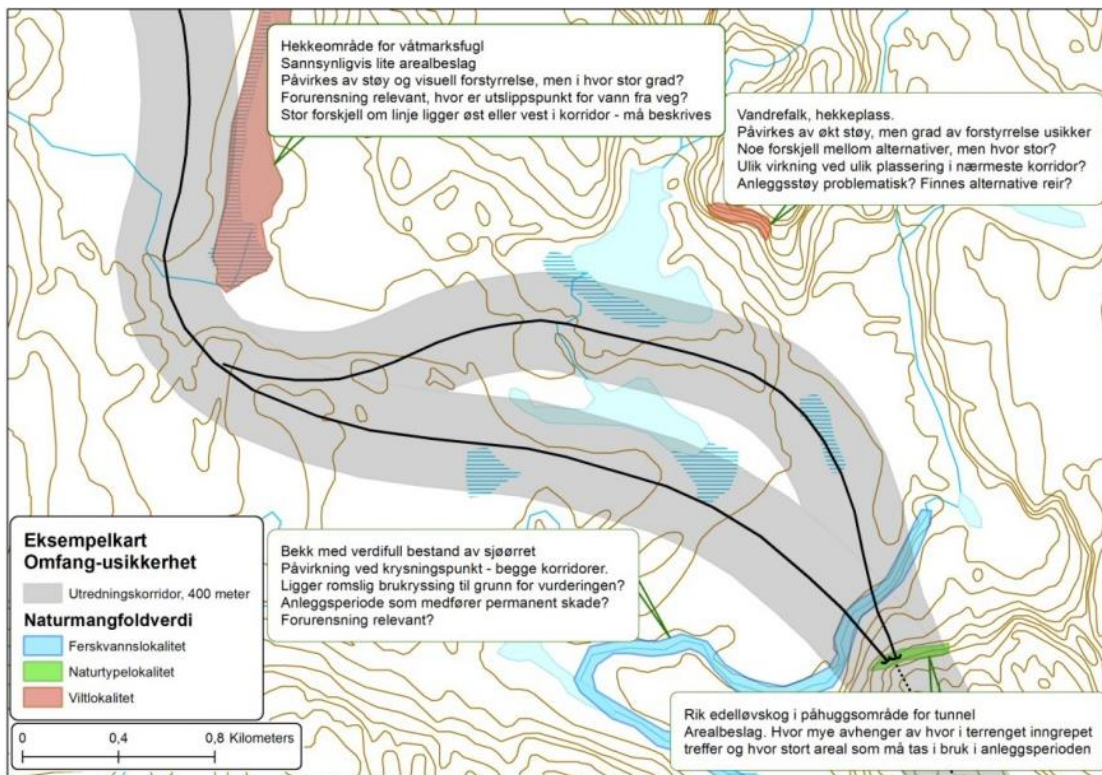 Hekkeområde for våtmarksfugl
Sannsynligvis lite arealbeslag
Påvirkes av støy og visuell forstyrrelse, men i hvor stor grad?
Forurensning relevant, hvor er utslippspunkt for vann fra veg?
Stor forskjell om linje ligger øst eller vest i korridor - må beskrives
Vandrefalk, hekkeplass.
Påvirkes av økt støy, men grad av forstyrrelse usikker
Noe forskjell mellom alternativer, men hvor stor?
Ulik virkning ved ulik plassering i nærmeste korridor?
Anleggsstøy problematisk? Finnes alternative reir?
Eksempelkart
Omfang-usikkerhet
Utredningskorridor, 400 meter
Naturmangfoldverdi
Ferskvannslokalitet
Naturtypelokalitet
Viltlokalitet
0 0,4 0,8 Kilometers
Bekk med verdifull bestand av sjøørret
Påvirkning ved krysningspunkt - begge korridorer.
Ligger romslig brukryssing til grunn for vurderingen?
Anleggsperiode som medfører permanent skade?
Forurensning relevant?
Rik edelløvskog i påhuggsområde for tunnel
Arealbeslag. Hvor mye avhenger av hvor i terrenget inngrepet
treffer og hvor stort areal som må tas i bruk i anleggsperioden